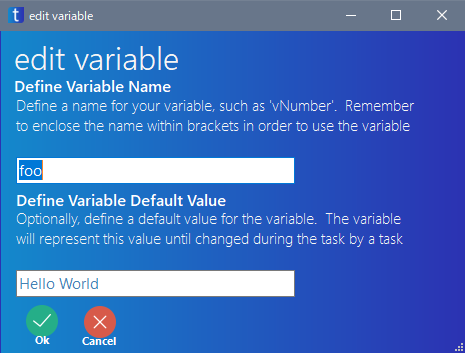 edit variable
edit variable
Define Variable Name
Define a name for your variable, such as 'vNumber'.  Remember
to enclose the name within brackets in order to use the variable
foo
Define Variable Default Value
Optionally, define a default value for the variable.  The variable
will represent this value until changed during the task by a task
Hello World
Ok Cancel